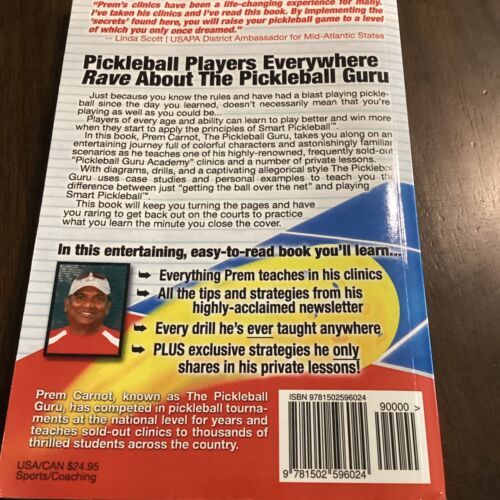 "Prem's clinics have been a life-changing experience for many.
I've taken his clinics and I've read this book. By implementing the
'secrets' found here, you will raise your pickleball game to a level
of which you only once dreamed."
-- Linda Scott | USAPA District Ambassador for Mid-Atlantic States
Pickleball Players Everywhere
Rave About The Pickleball Guru
Just because you know the rules and have had a blast playing pickle-
ball since the day you learned, doesn't necessarily mean that you're
playing as well as you could be...
Players of every age and ability can learn to play better and win more
when they start to apply the principles of Smart Pickleball™.
In this book, Prem Carnot, The Pickleball Guru, takes you along on an
entertaining journey full of colorful characters and astonishingly familiar
scenarios as he teaches one of his highly-renowned, frequently sold-out
"Pickleball Guru Academy" clinics and a number of private lessons.
With diagrams, drills, and a captivating allegorical style The Pickleball
Guru uses case studies and personal examples to teach you the
difference between just "getting the ball over the net" and playing
Smart Pickleball™.
This book will keep you turning the pages and have
you raring to get back out on the courts to practice
what you learn the minute you close the cover.
In this entertaining, easy-to-read book you'll learn...
Everything Prem teaches in his clinics
All the tips and strategies from his
highly-acclaimed newsletter
Every drill he's ever taught anywhere
PLUS exclusive strategies he only
shares in his private lessons!
Prem Carnot, known as The Pickleball
Guru, has competed in pickleball tourna-
ments at the national level for years and
teaches sold-out clinics to thousands of
thrilled students across the country.
USA/CAN $24.95
Sports/Coaching
ISBN 9781502596024
90000 >
9 781502 596024